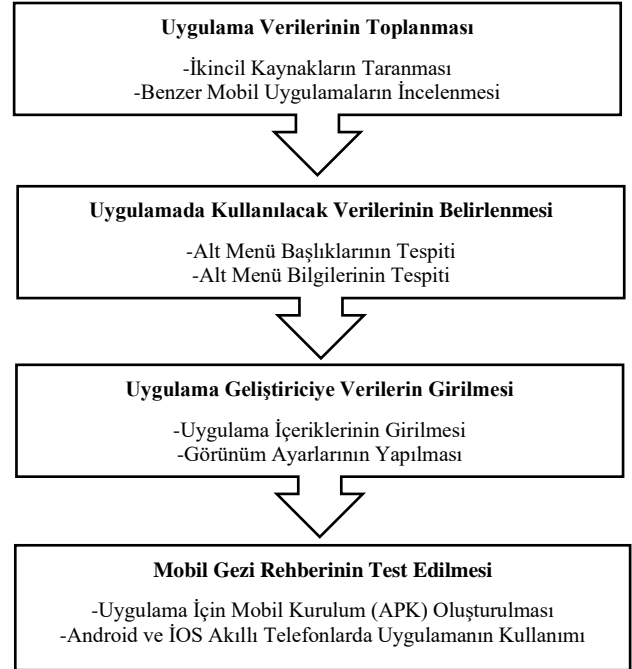 Uygulama Verilerinin Toplanması
-İkincil Kaynakların Taranması
-Benzer Mobil Uygulamaların İncelenmesi
Uygulamada Kullanılacak Verilerinin Belirlenmesi
-Alt Menü Başlıklarının Tespiti
-Alt Menü Bilgilerinin Tespiti
Uygulama Geliştiriciye Verilerin Girilmesi
-Uygulama İçeriklerinin Girilmesi
-Görünüm Ayarlarının Yapılması
Mobil Gezi Rehberinin Test Edilmesi
-Uygulama İçin Mobil Kurulum (APK) Oluşturulması
-Android ve İOS Akıllı Telefonlarda Uygulamanın Kullanımı